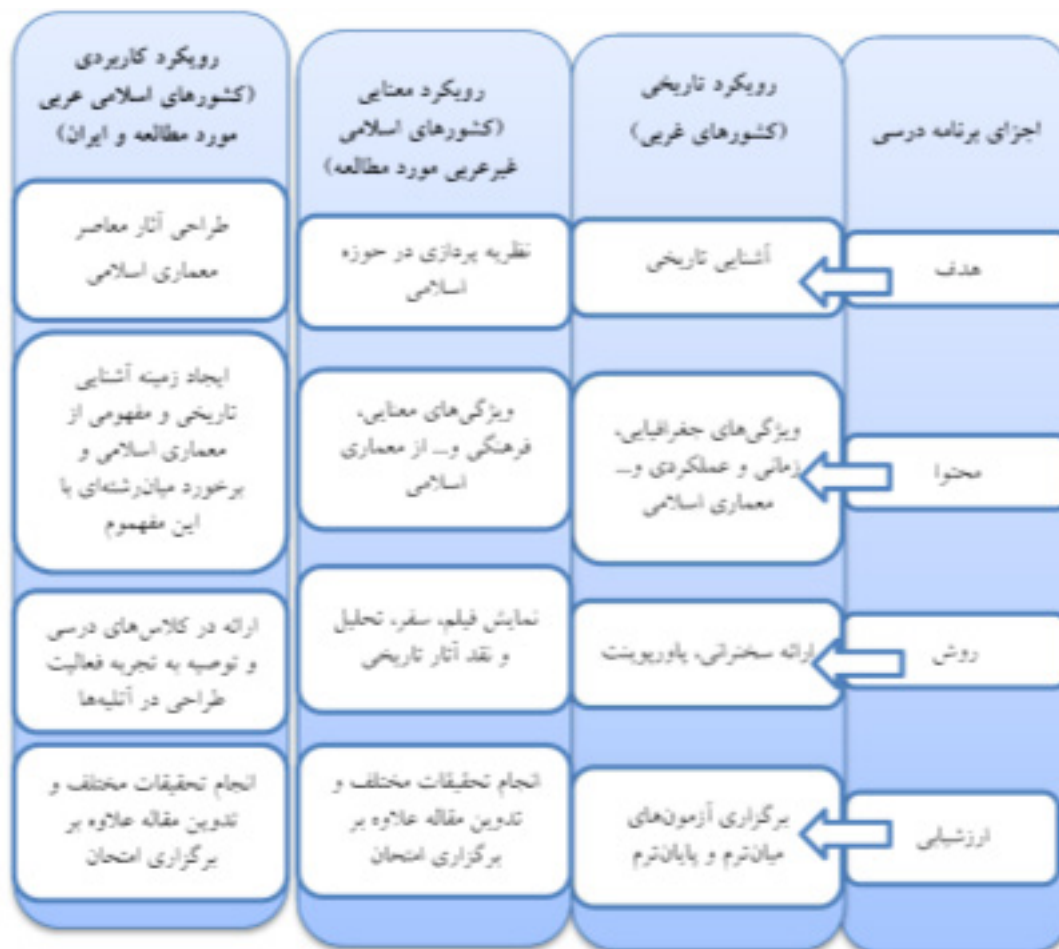 اجزای برنامه درسی
هدف
محتوا
روش
ارزشیابی
رویکرد تاریخی
(کشورهای غربی)
آشنایی تاریخی
ویژگی‌های جغرافیایی،
زمانی و عملکردی و...
معماری اسلامی
ارائه سخنرانی، پاورپوینت
برگزاری آزمون‌های
میان‌ترم و پایان‌ترم
رویکرد معنایی
(کشورهای اسلامی
غیرعربی مورد مطالعه)
نظریه پردازی در حوزه
اسلامی
ویژگی‌های معنایی،
فرهنگی و... از معماری
اسلامی
نمایش فیلم، سفر، تحلیل
و نقد آثار تاریخی
انجام تحقیقات مختلف و
تدوین مقاله علاوه بر
برگزاری امتحان
رویکرد کاربردی
(کشورهای اسلامی عربی
مورد مطالعه و ایران)
طراحی آثار معاصر
معماری اسلامی
ایجاد زمینه آشنایی
تاریخی و مفهومی از
معماری اسلامی و
برخورد میان‌رشته‌ای با
این مفهموم
ارائه در کلاس‌های درسی
و توصیه به تجربه فعالیت
طراحی در آتلیه‌ها
انجام تحقیقات مختلف و
تدوین مقاله علاوه بر
برگزاری امتحان